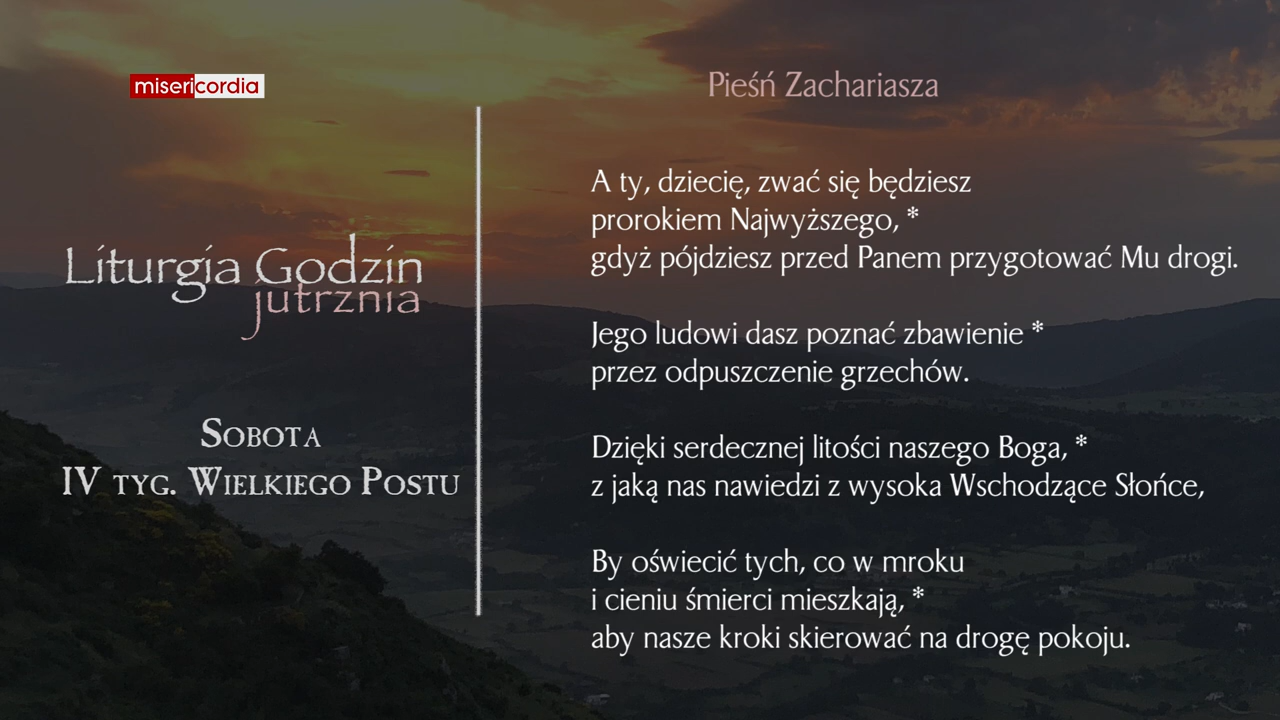 misericordia
Liturgia Godzin
jutrznia
Sobota
IV tyg. Wielkiego Postu
Pieśń Zachariasza
A ty, dziecię, zwać się będziesz
prorokiem Najwyższego, *
gdyż pójdziesz przed Panem przygotować Mu drogi.
Jego ludowi dasz poznać zbawienie *
przez odpuszczenie grzechów.
Dzięki serdecznej litości naszego Boga, *
z jaką nas nawiedzi z wysoka Wschodzące Słońce,
By oświecić tych, co w mroku
i cieniu śmierci mieszkają, *
aby nasze kroki skierować na drogę pokoju.